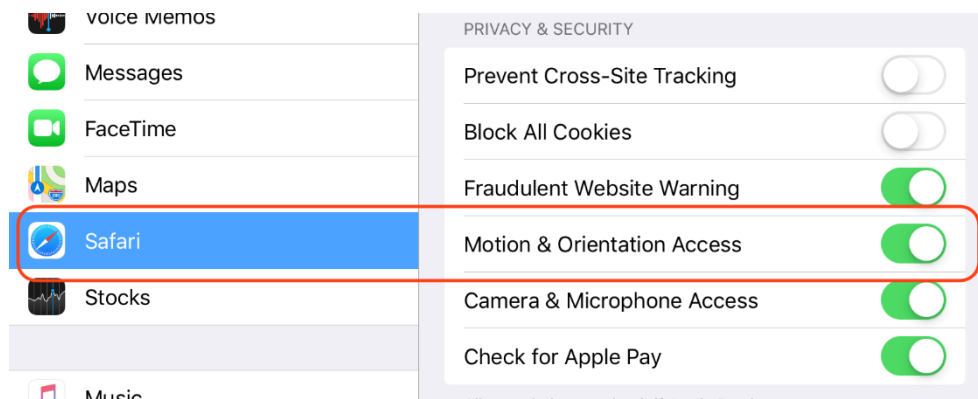 Voice Memos
Messages
FaceTime
Maps
Safari
Stocks
Music
PRIVACY & SECURITY
Prevent Cross-Site Tracking
Block All Cookies
Fraudulent Website Warning
Motion & Orientation Access
Camera & Microphone Access
Check for Apple Pay